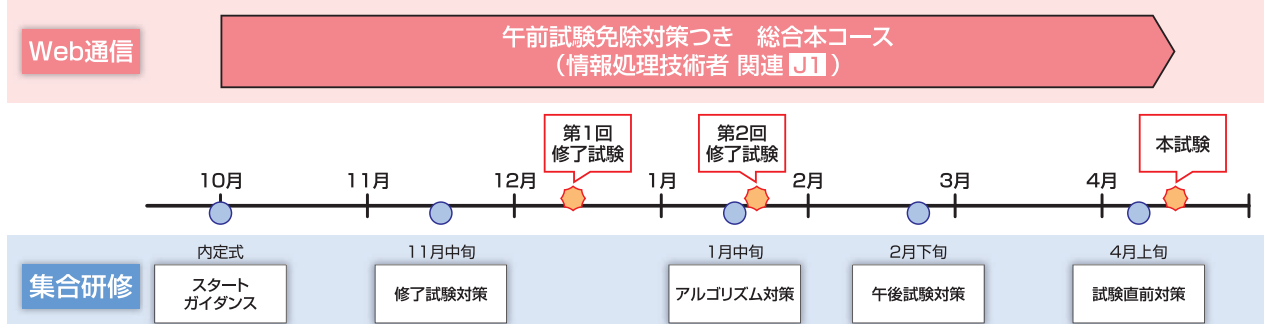 Web通信
午前試験免除対策つき 総合本コース
（情報処理技術者 関連 J1 ）
第1回
修了試験
第2回
修了試験
本試験
10月
11月
12月
1月
2月
3月
4月
集合研修
内定式
スタート
ガイダンス
11月中旬
修了試験対策
1月中旬
アルゴリズム対策
2月下旬
午後試験対策
4月上旬
試験直前対策